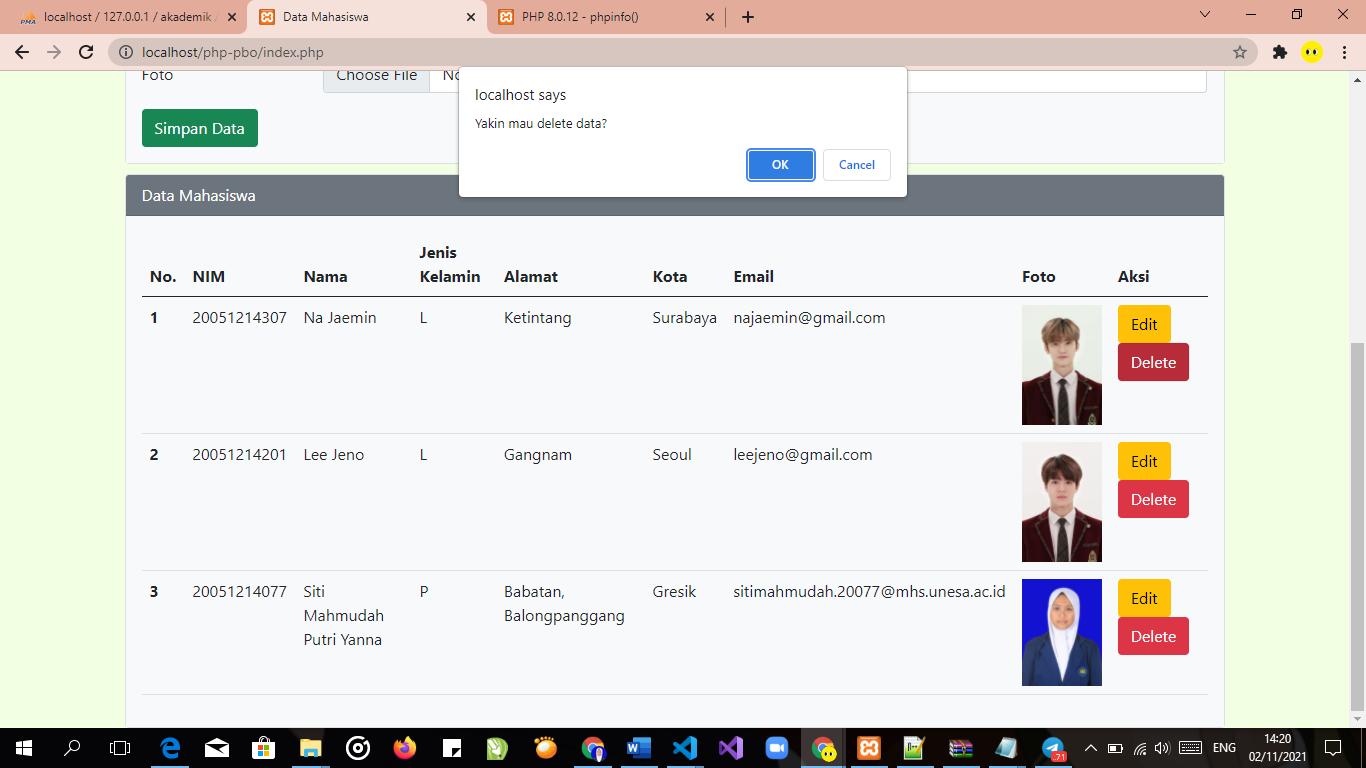 localhost / 127.0.0.1 / akademik
Data Mahasiswa
PHP 8.0.12 - phpinfo()
localhost/php-pbo/index.php
Foto
Choose File
No
Simpan Data
localhost says
Yakin mau delete data?
OK
Cancel
Data Mahasiswa
No. NIM Nama Jenis Kelamin Alamat Kota Email Foto Aksi
1 20051214307 Na Jaemin L Ketintang Surabaya najaemin@gmail.com Edit
Delete
2 20051214201 Lee Jeno L Gangnam Seoul leejeno@gmail.com Edit
Delete
3 20051214077 Siti P Babatan, Gresik sitimahmudah.20077@mhs.unesa.ac.id Edit
Mahmudah Balongpanggang Delete
Putri Yanna
ENG
14:20
02/11/2021
71